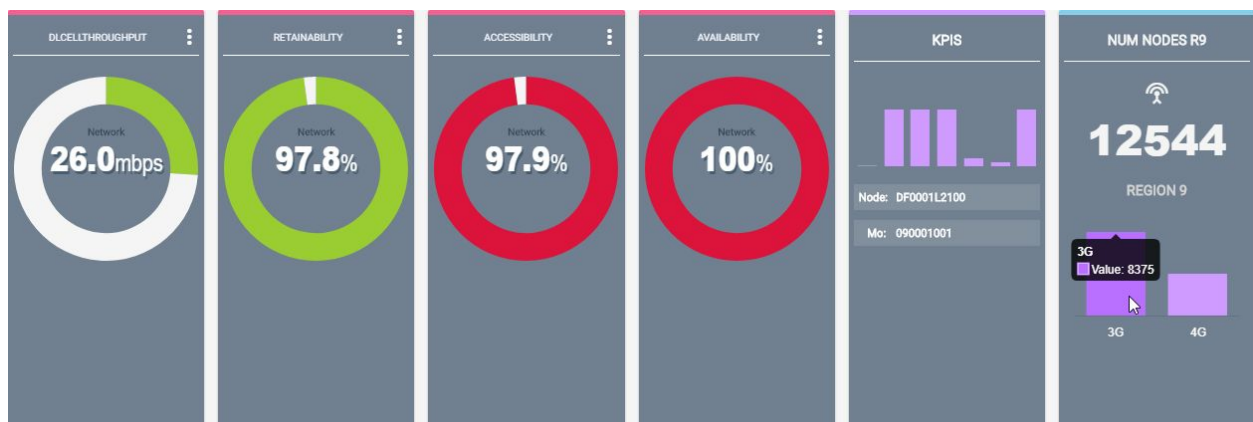 DLCELLTHROUGHPUT
Network
26.0mbps
RETAINABILITY
Network
97.8%
ACCESSIBILITY
Network
97.9%
AVAILABILITY
Network
100%
KPIS
Node: DF0001L2100
Mo: 090001001
NUM NODES R9
12544
REGION 9
3G
Value: 8375
3G 4G